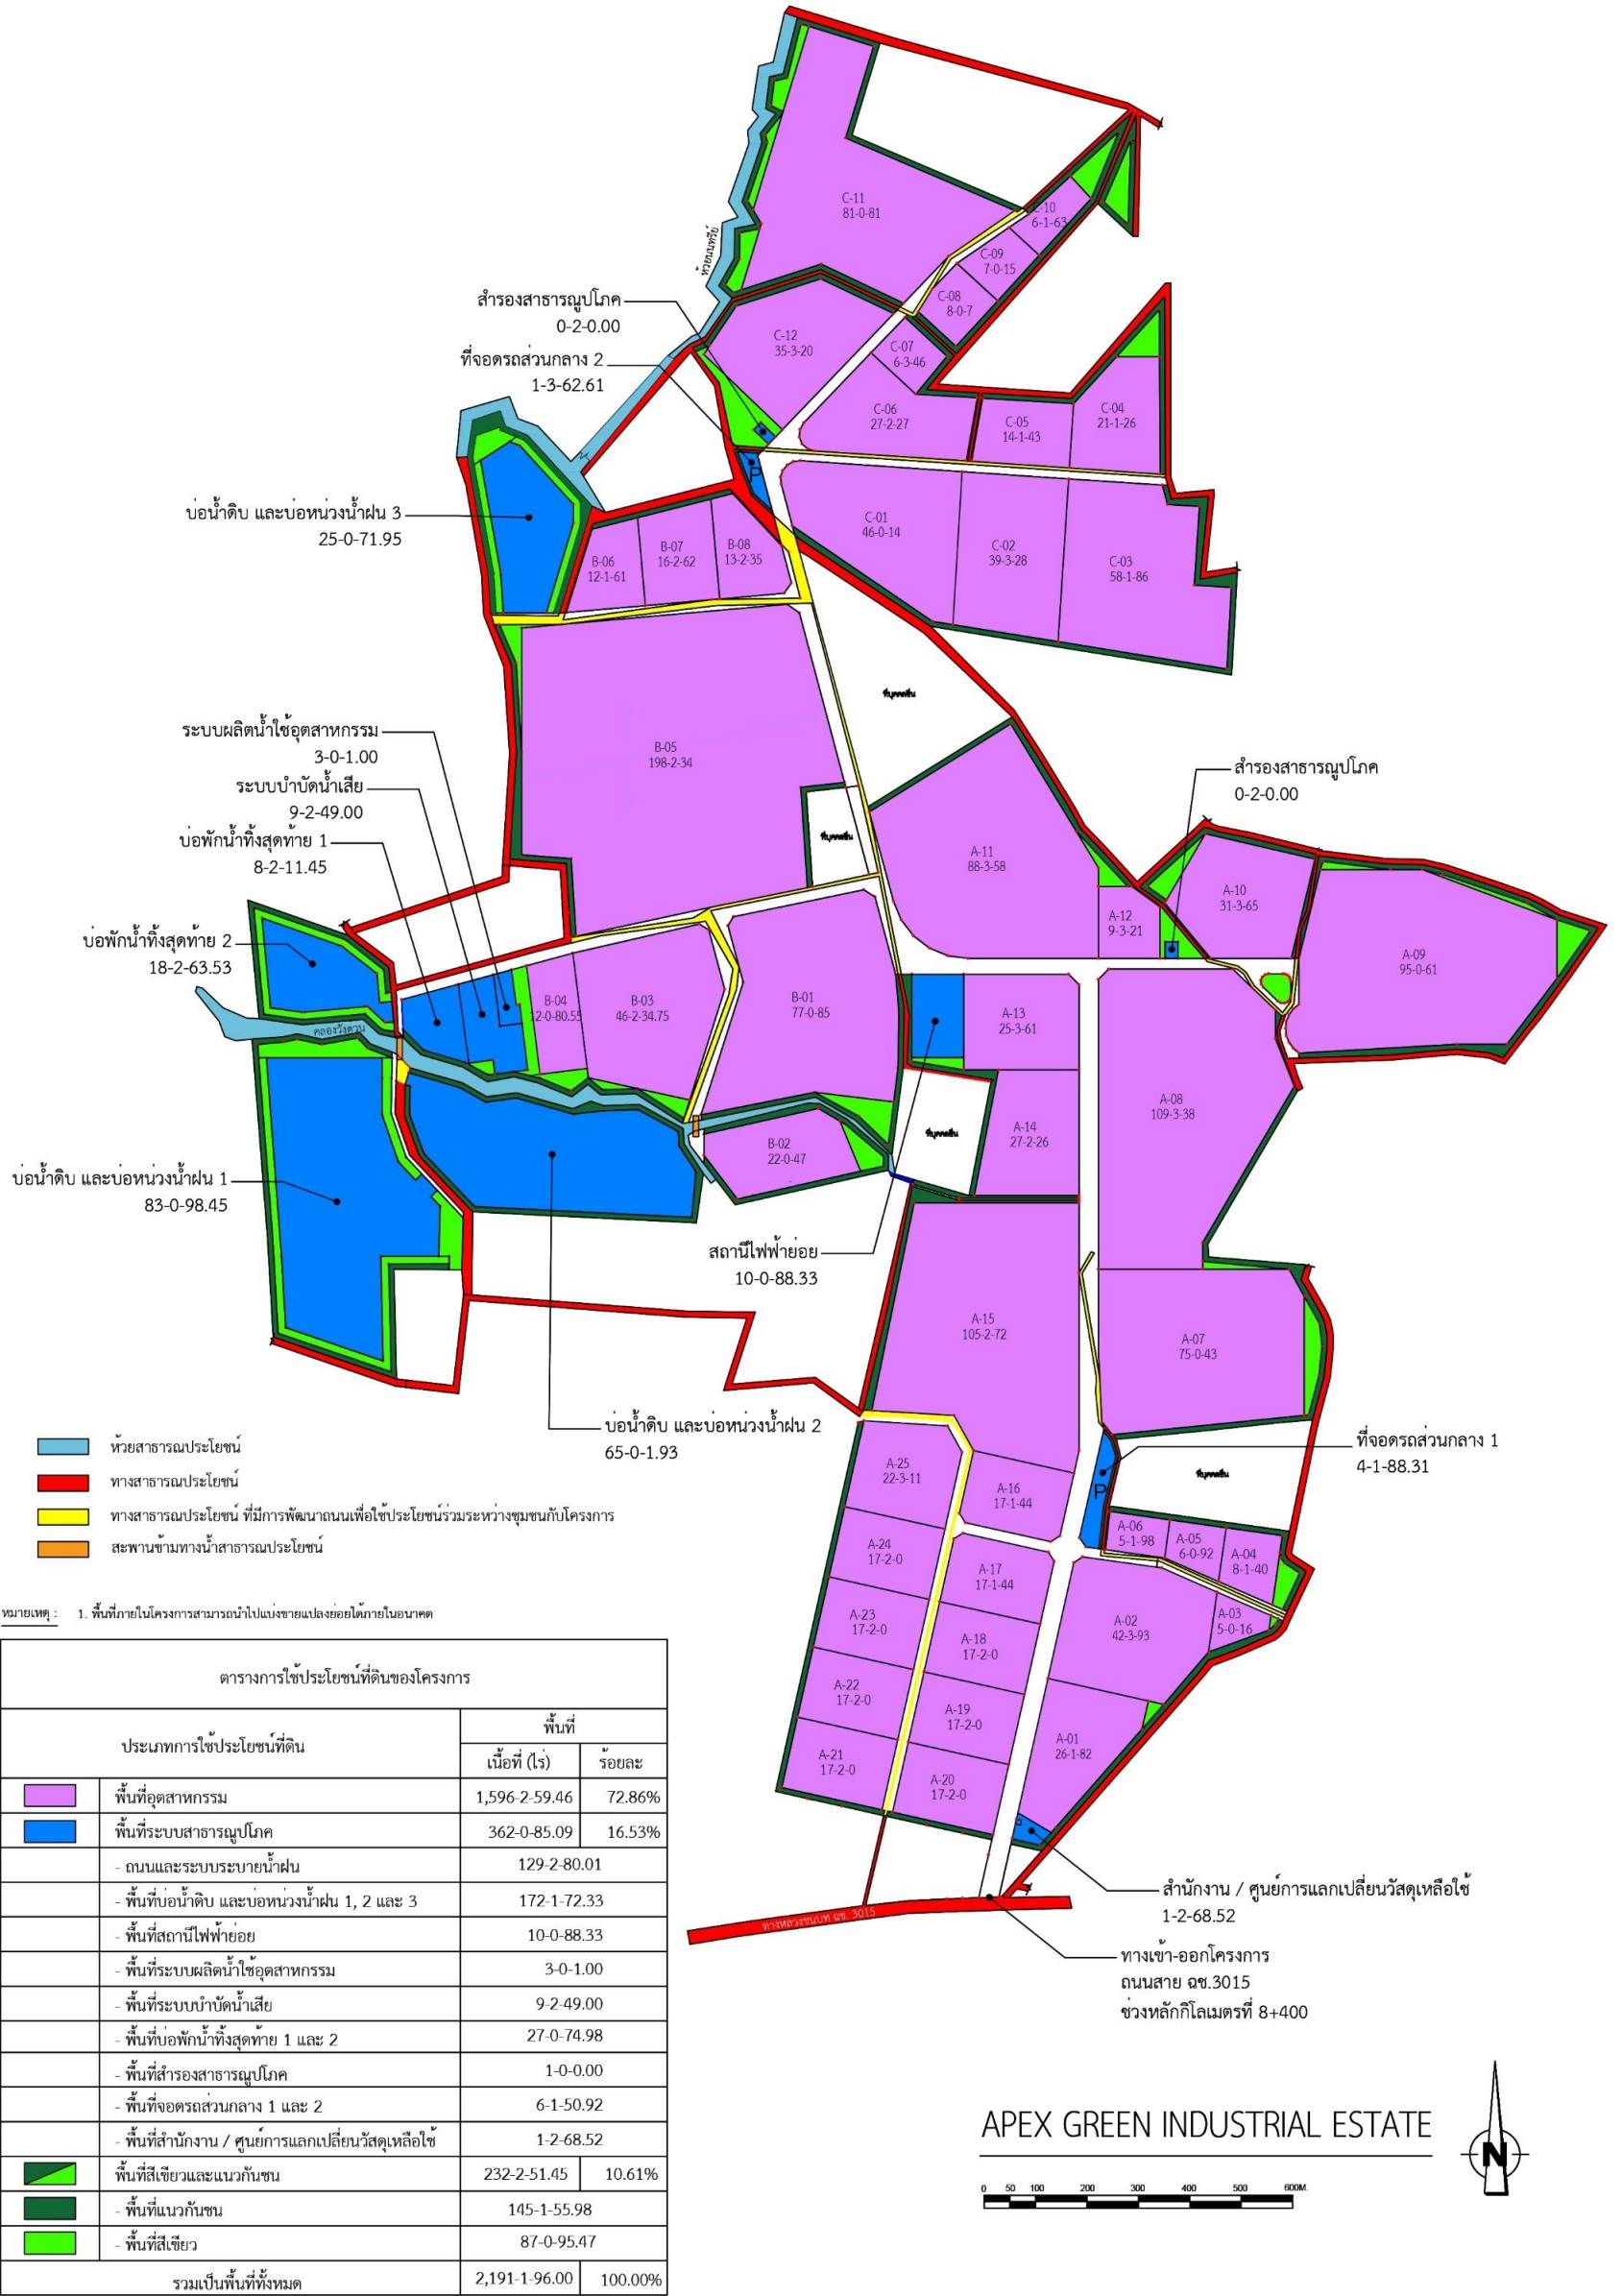 C-11
81-0-81
C-10
6-1-63
C-09
7-0-15
C-08
8-0-7
ห้วยนนทรีย์
สำรองสาธารณูปโภค
0-2-0.00
C-12
35-3-20
C-07
6-3-46
ที่จอดรถส่วนกลาง 2
1-3-62.61
C-06
27-2-27
C-05
14-1-43
C-04
21-1-26
P
บ่อน้ำดิบ และบ่อหน่วงน้ำฝน 3
25-0-71.95
C-01
46-0-14
C-02
39-3-28
C-03
58-1-86
B-06
12-1-61
B-07
16-2-62
B-08
13-2-35
ที่บุคคลอื่น
ระบบผลิตน้ำใช้อุตสาหกรรม
3-0-1.00
B-05
198-2-34
สำรองสาธารณูปโภค
0-2-0.00
ระบบบำบัดน้ำเสีย
9-2-49.00
ที่บุคคลอื่น
บ่อพักน้ำทิ้งสุดท้าย 1
8-2-11.45
A-11
88-3-58
A-10
31-3-65
A-12
9-3-21
บ่อพักน้ำทิ้งสุดท้าย 2
18-2-63.53
A-09
95-0-61
B-04
12-0-80.55
B-03
46-2-34.75
B-01
77-0-85
A-13
25-3-61
คลองวังดวน
A-08
109-3-38
A-14
27-2-26
ที่บุคคลอื่น
B-02
22-0-47
บ่อน้ำดิบ และบ่อหน่วงน้ำฝน 1
83-0-98.45
สถานีไฟฟ้าย่อย
10-0-88.33
A-15
105-2-72
A-07
75-0-43
บ่อน้ำดิบ และบ่อหน่วงน้ำฝน 2
65-0-1.93
ที่จอดรถส่วนกลาง 1
4-1-88.31
ห้วยสาธารณประโยชน์
ทางสาธารณประโยชน์
ทางสาธารณประโยชน์ ที่มีการพัฒนาถนนเพื่อใช้ประโยชน์ร่วมระหว่างชุมชนกับโครงการ
สะพานข้ามทางน้ำสาธารณประโยชน์
A-25
22-3-11
A-16
17-1-44
P
ที่บุคคลอื่น
A-06
5-1-98
A-05
6-0-92
A-04
8-1-40
A-24
17-2-0
A-17
17-1-44
A-23
17-2-0
A-18
17-2-0
A-02
42-3-93
A-03
5-0-16
A-22
17-2-0
A-19
17-2-0
A-01
26-1-82
A-21
17-2-0
A-20
17-2-0
หมายเหตุ : 1. พื้นที่ภายในโครงการสามารถนำไปแบ่งขายแปลงย่อยได้ภายในอนาคต
ตารางการใช้ประโยชน์ที่ดินของโครงการ
ประเภทการใช้ประโยชน์ที่ดิน พื้นที่
เนื้อที่ (ไร่) ร้อยละ
พื้นที่อุตสาหกรรม 1,596-2-59.46 72.86%
พื้นที่ระบบสาธารณูปโภค 362-0-85.09 16.53%
- ถนนและระบบระบายน้ำฝน 129-2-80.01
- พื้นที่บ่อน้ำดิบ และบ่อหน่วงน้ำฝน 1, 2 และ 3 172-1-72.33
- พื้นที่สถานีไฟฟ้าย่อย 10-0-88.33
- พื้นที่ระบบผลิตน้ำใช้อุตสาหกรรม 3-0-1.00
- พื้นที่ระบบบำบัดน้ำเสีย 9-2-49.00
- พื้นที่บ่อพักน้ำทิ้งสุดท้าย 1 และ 2 27-0-74.98
- พื้นที่สำรองสาธารณูปโภค 1-0-0.00
- พื้นที่จอดรถส่วนกลาง 1 และ 2 6-1-50.92
- พื้นที่สำนักงาน / ศูนย์การแลกเปลี่ยนวัสดุเหลือใช้ 1-2-68.52
พื้นที่สีเขียวและแนวกันชน 232-2-51.45 10.61%
- พื้นที่แนวกันชน 145-1-55.98
- พื้นที่สีเขียว 87-0-95.47
รวมเป็นพื้นที่ทั้งหมด 2,191-1-96.00 100.00%
สำนักงาน / ศูนย์การแลกเปลี่ยนวัสดุเหลือใช้
1-2-68.52
ทางหลวงชนบท ฉช. 3015
ทางเข้า-ออกโครงการ
ถนนสาย ฉช.3015
ช่วงหลักกิโลเมตรที่ 8+400
APEX GREEN INDUSTRIAL ESTATE
N
0 50 100 200 300 400 500 600M.